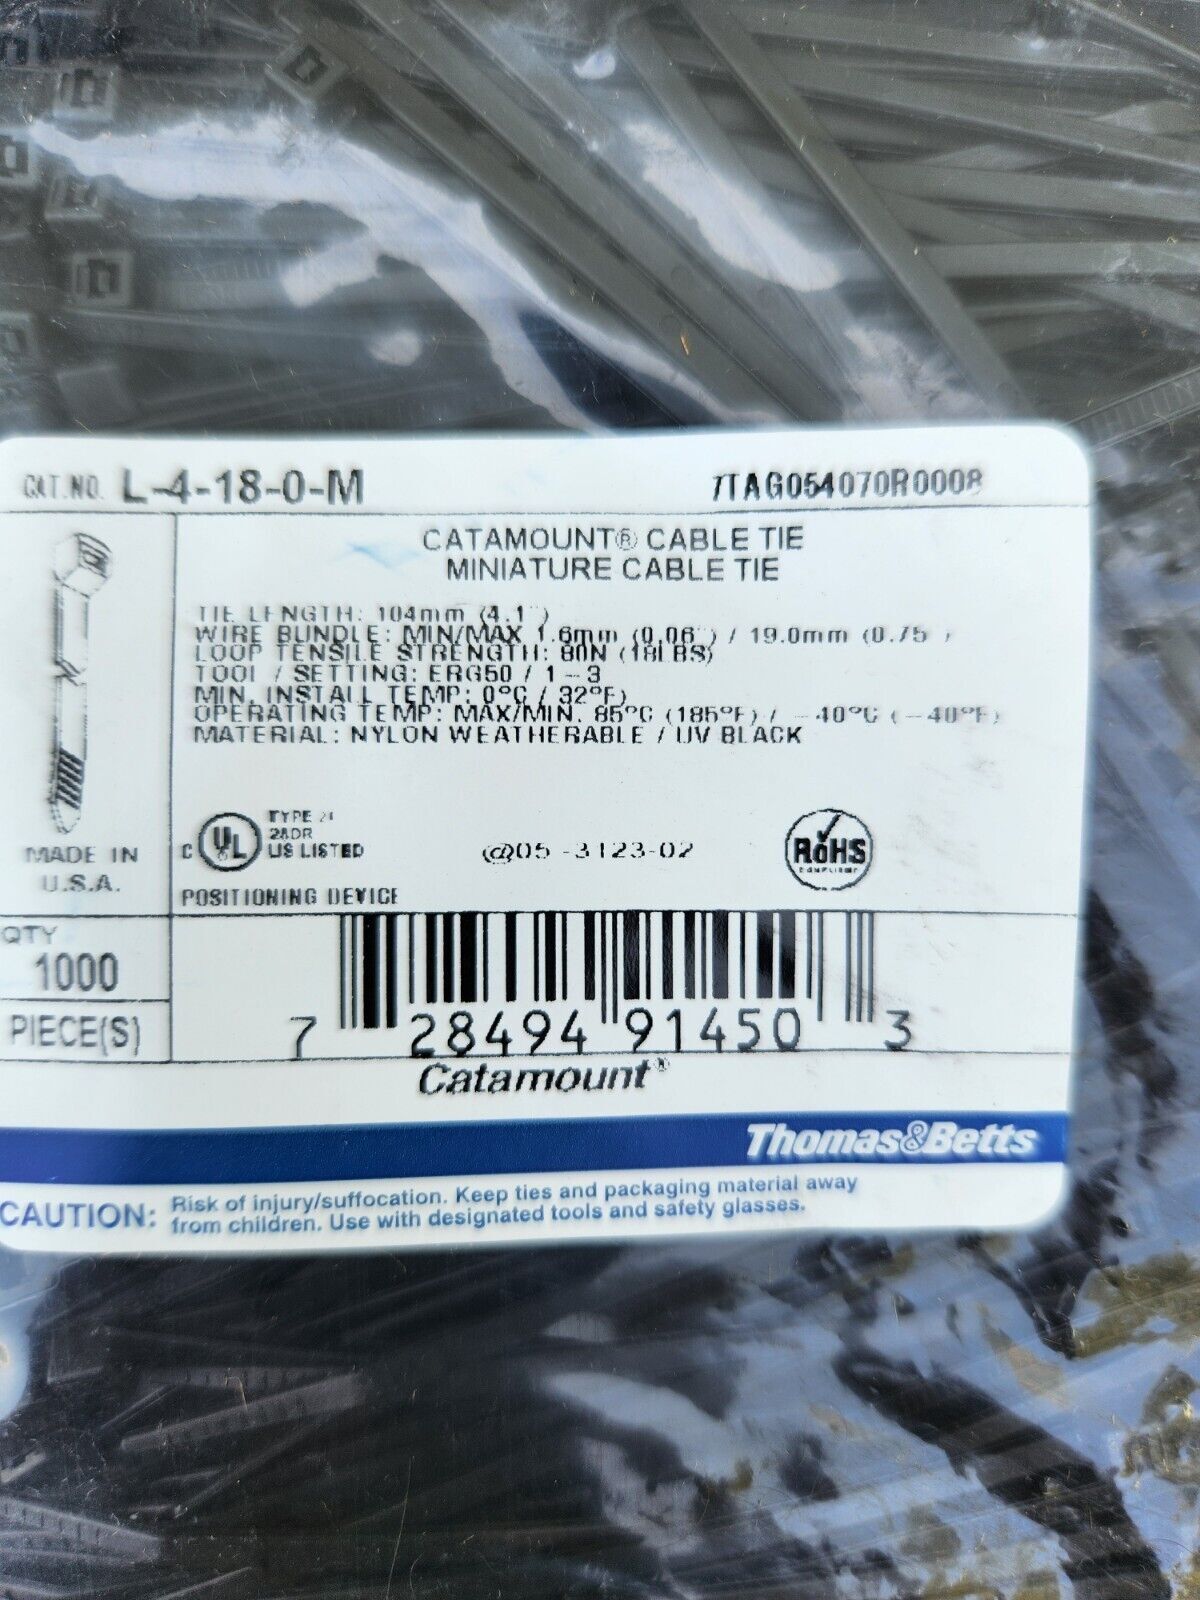 CAT.NO. L-4-18-0-M 7TAG054070R0008
CATAMOUNT® CABLE TIE
MINIATURE CABLE TIE
TIE LENGTH: 104mm (4.1")
WIRE BUNDLE: MIN/MAX 1.6mm (0.06") / 19.0mm (0.75")
LOOP TENSILE STRENGTH: 80N (18LBS)
TOOL / SETTING: ERG50 / 1-3
MIN. INSTALL TEMP: 0°C / 32°F)
OPERATING TEMP: MAX/MIN. 85°C (185°F) / -40°C (-40°F)
MATERIAL: NYLON WEATHERABLE / UV BLACK
MADE IN
U.S.A.
C UL US LISTED
TYPE 21
2SDR
POSITIONING DEVICE
@05-3123-02
RoHS
COMPLIANT
QTY
1000
PIECE(S)
7 28494 91450 3
Catamount®
Thomas&Betts
CAUTION: Risk of injury/suffocation. Keep ties and packaging material away
from children. Use with designated tools and safety glasses.